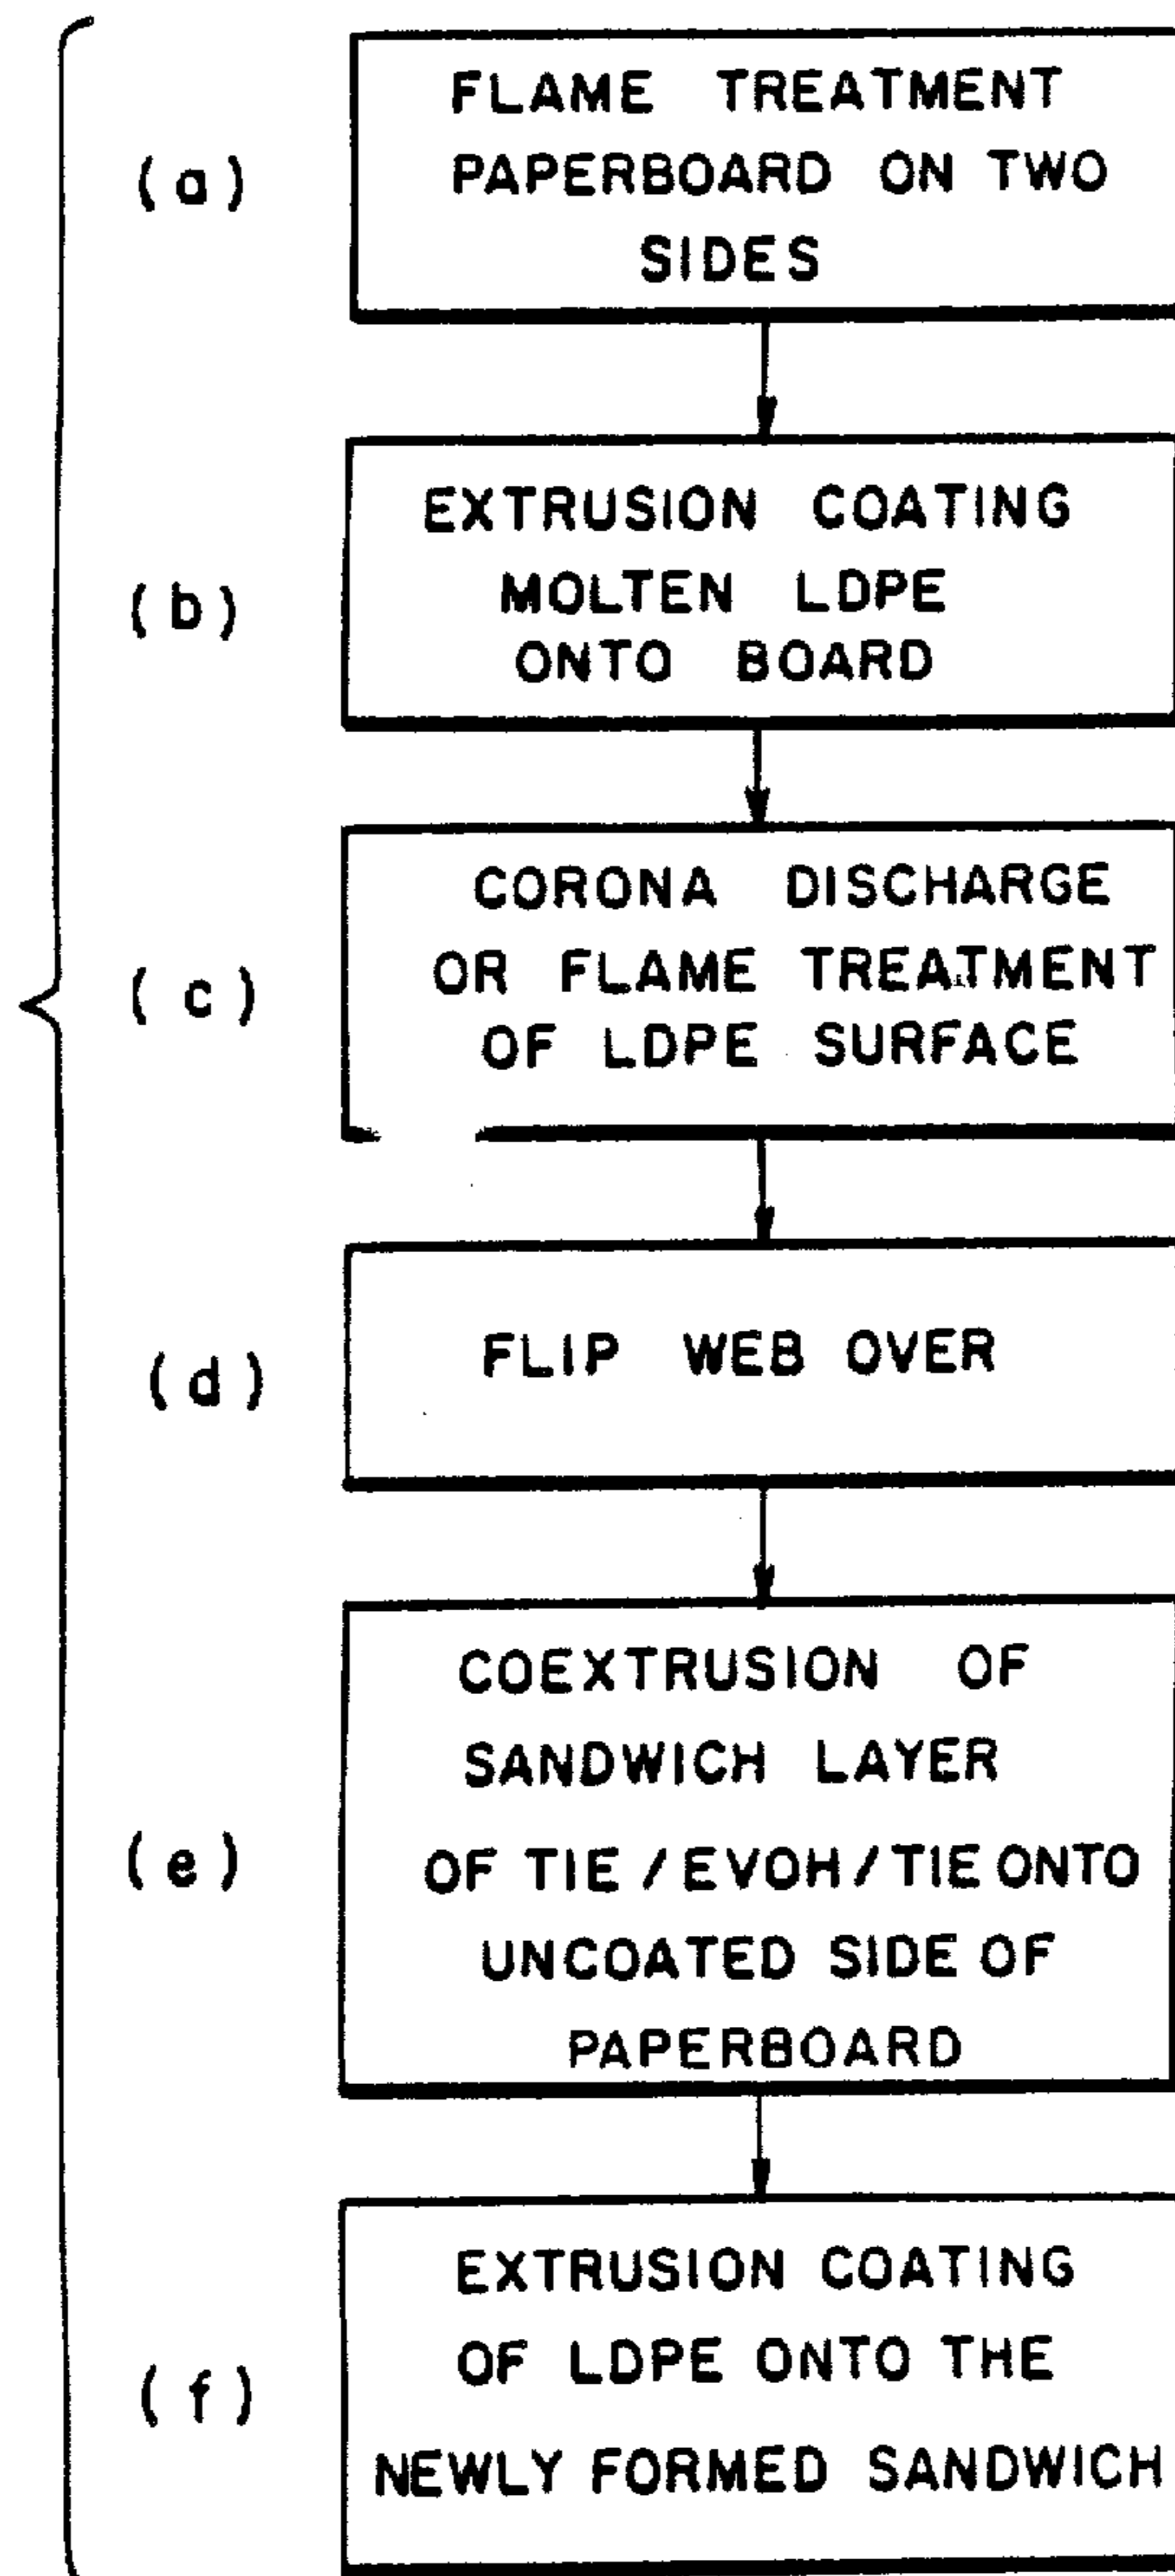 (a)
FLAME TREATMENT
PAPERBOARD ON TWO
SIDES
(b)
EXTRUSION COATING
MOLTEN LDPE
ONTO BOARD
(c)
CORONA DISCHARGE
OR FLAME TREATMENT
OF LDPE SURFACE
(d)
FLIP WEB OVER
(e)
COEXTRUSION OF
SANDWICH LAYER
OF TIE / EVOH / TIE ONTO
UNCOATED SIDE OF
PAPERBOARD
(f)
EXTRUSION COATING
OF LDPE ONTO THE
NEWLY FORMED SANDWICH